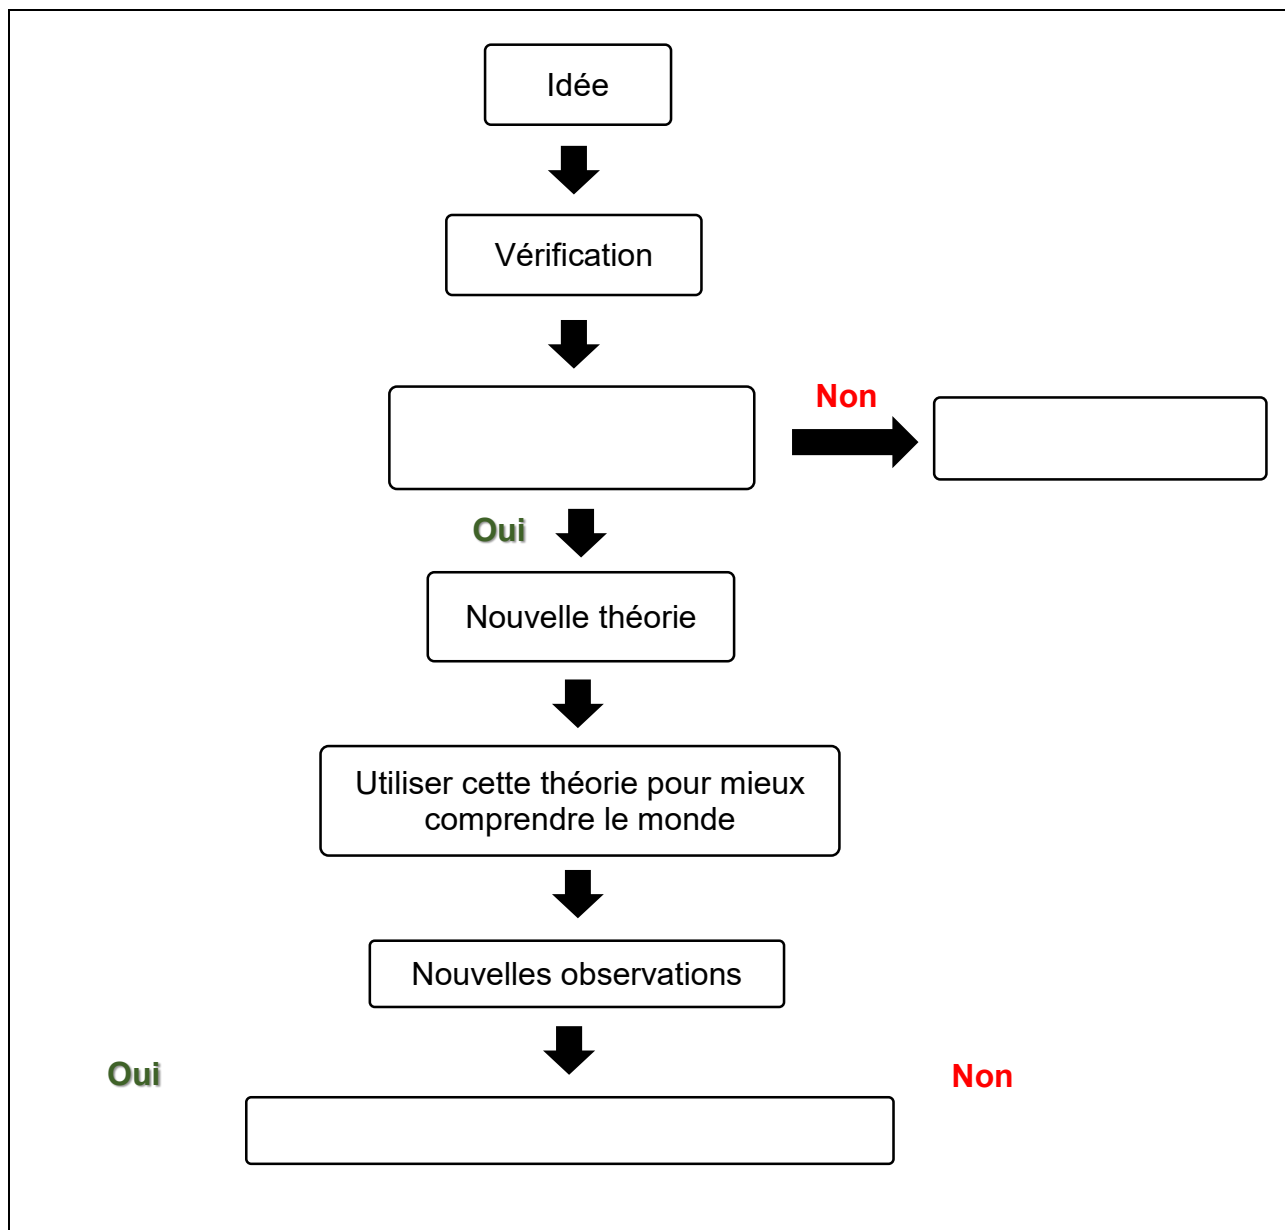 Idée
Vérification
Non
Oui
Nouvelle théorie
Utiliser cette théorie pour mieux
comprendre le monde
Nouvelles observations
Oui
Non